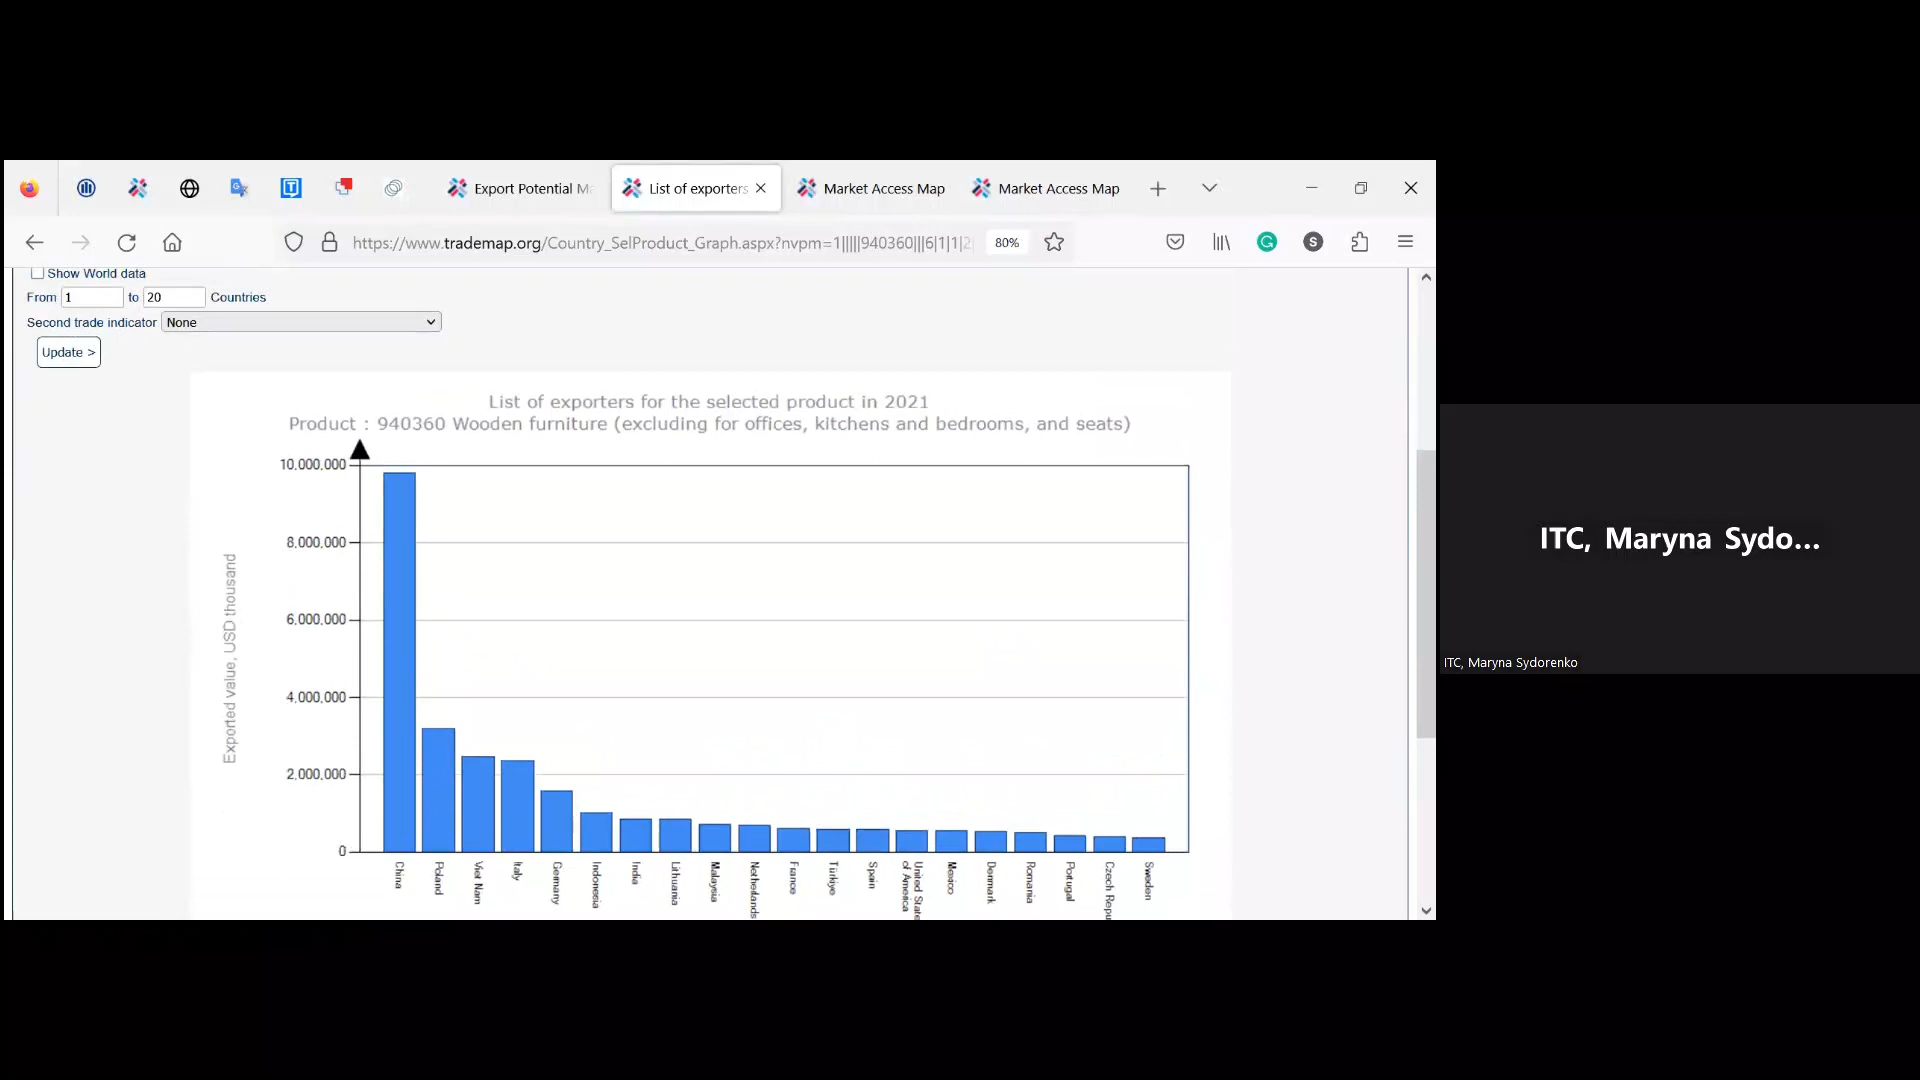 Export Potential Ma
List of exporters
Market Access Map
Market Access Map
https://www.trademap.org/Country_SelProduct_Graph.aspx?nvpm=1|||||940360|||6|1|1|2|
80%
S
Show World data
From 1 to 20 Countries
Second trade indicator None
Update >
List of exporters for the selected product in 2021
Product : 940360 Wooden furniture (excluding for offices, kitchens and bedrooms, and seats)
Exported value, USD thousand
10,000,000
8,000,000
6,000,000
4,000,000
2,000,000
0
China
Poland
Viet Nam
Italy
Germany
Indonesia
India
Lithuania
Malaysia
Netherlands
France
Türkiye
Spain
United State
of America
Mexico
Denmark
Romania
Portugal
Czech Repu
Sweden
ITC, Maryna Sydo...
ITC, Maryna Sydorenko